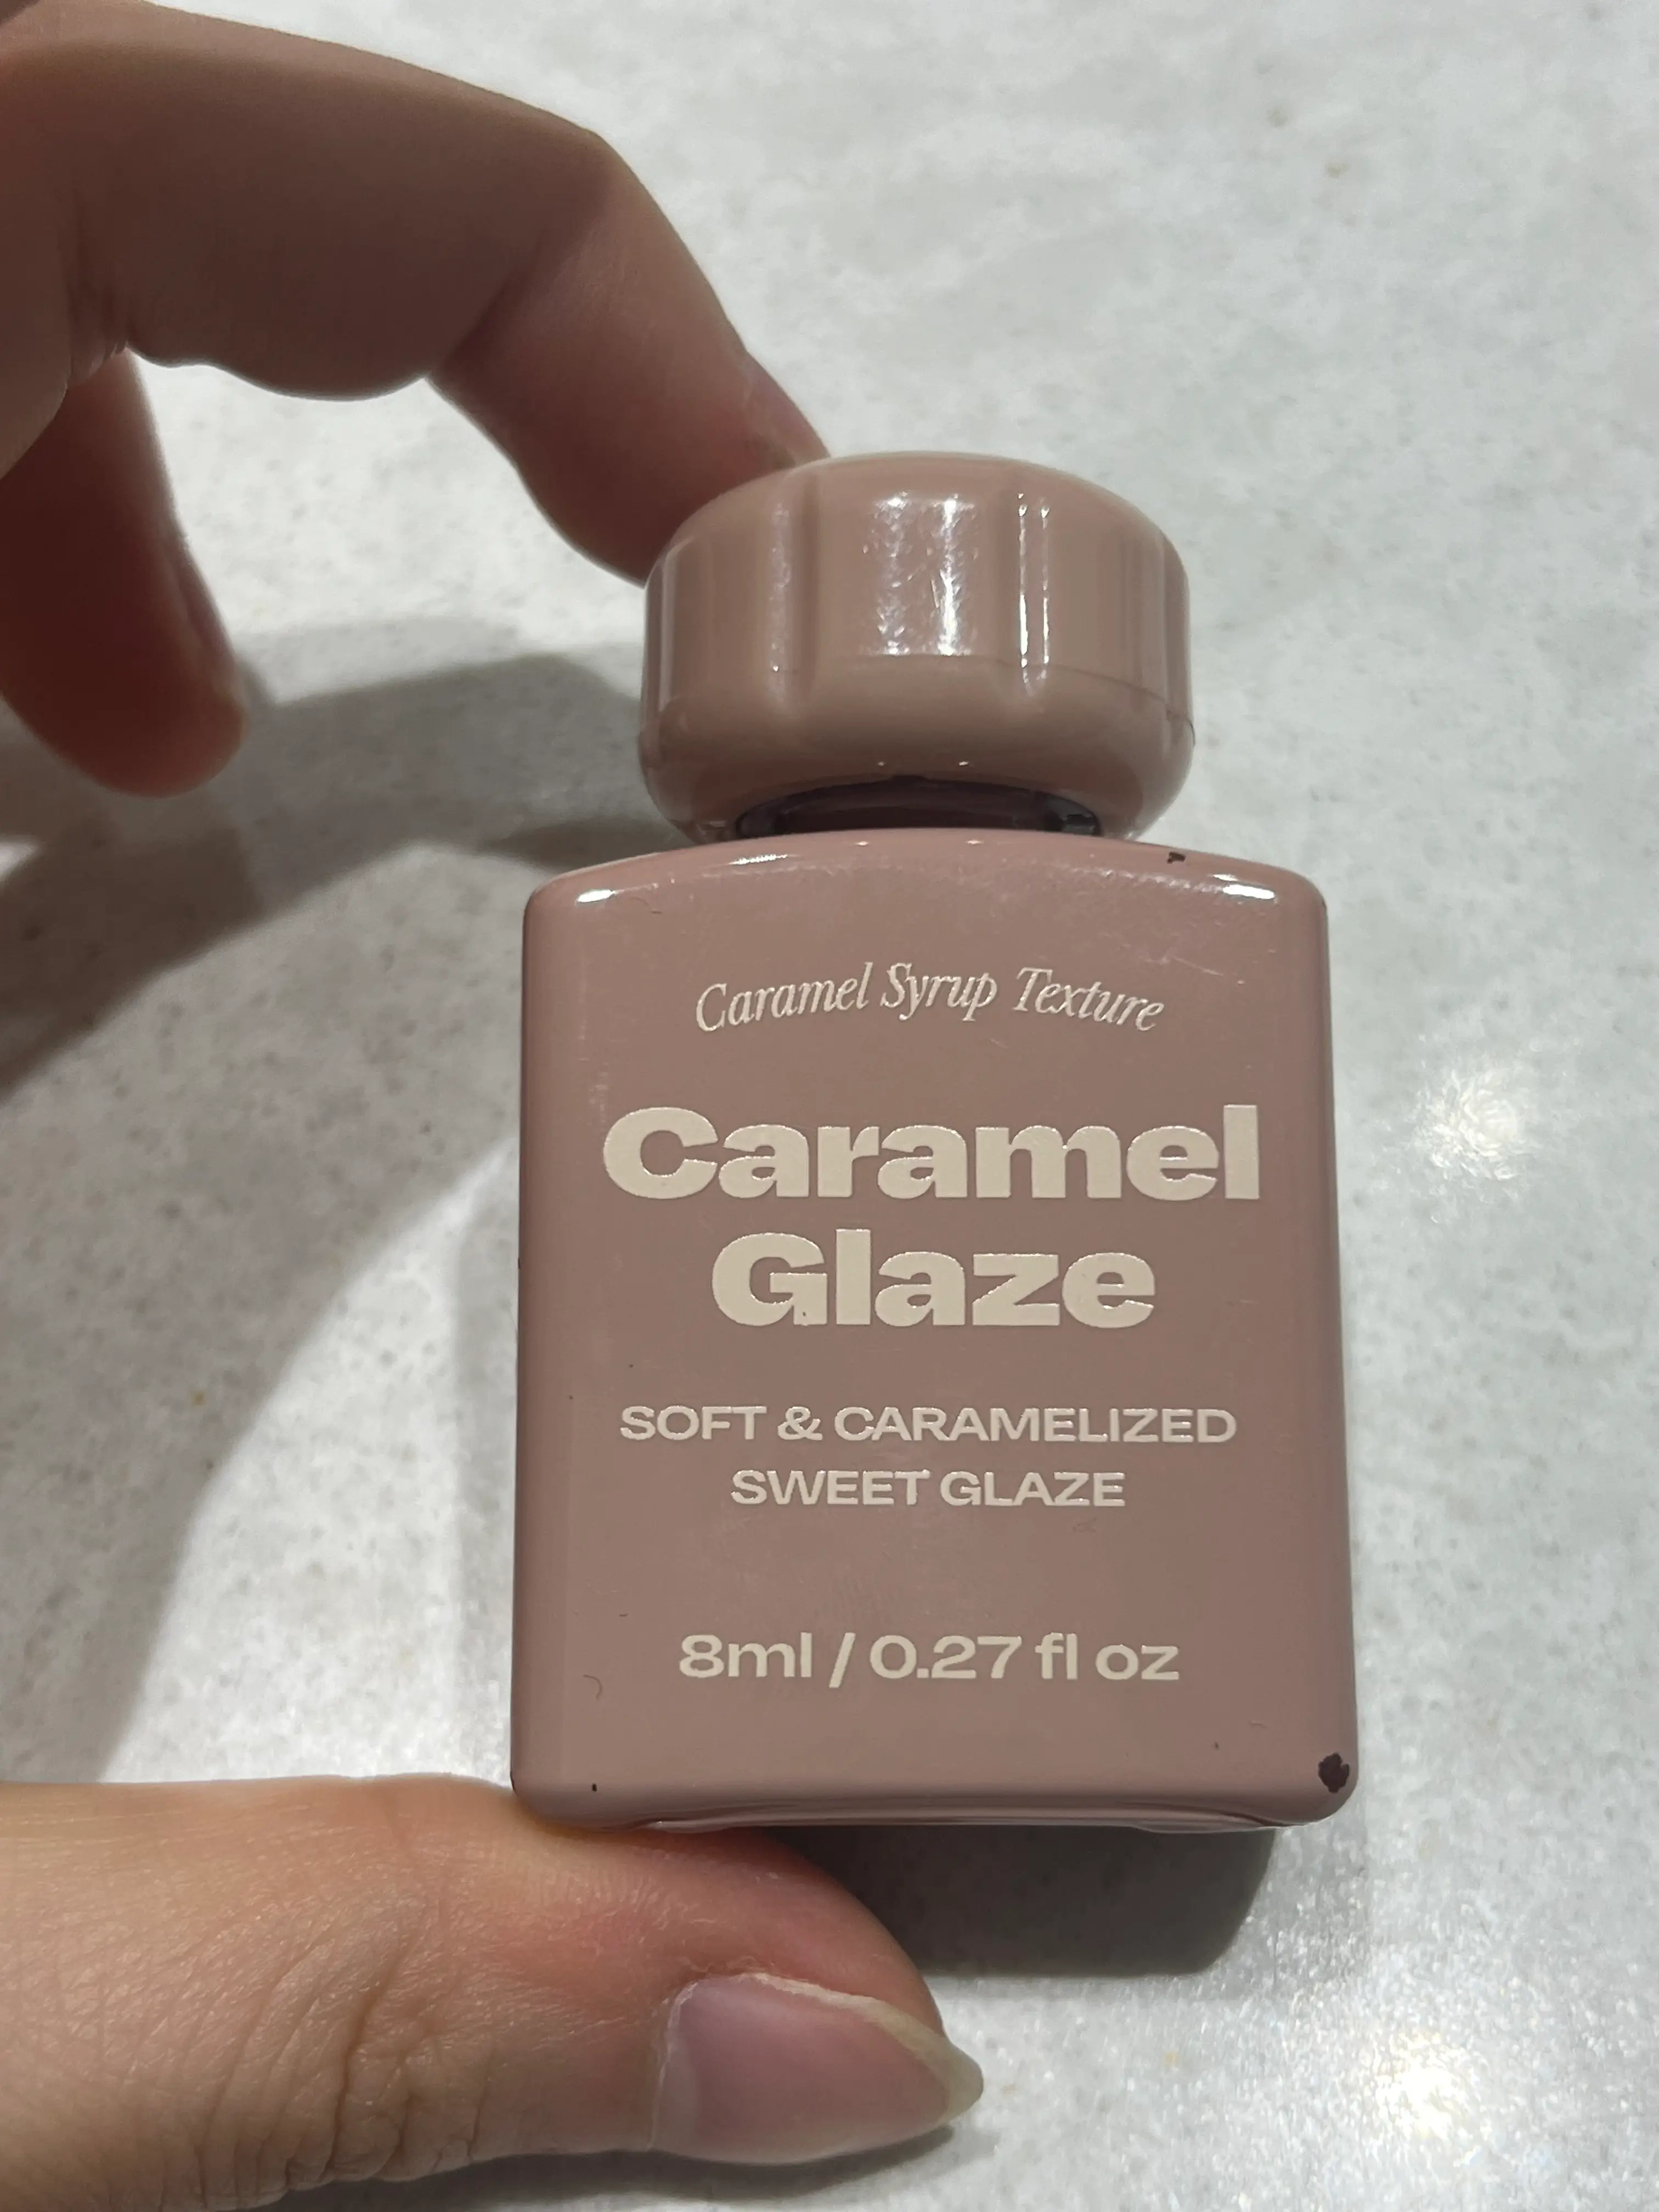 Caramel Syrup Texture
Caramel
Glaze
SOFT & CARAMELIZED
SWEET GLAZE
8ml / 0.27 fl oz